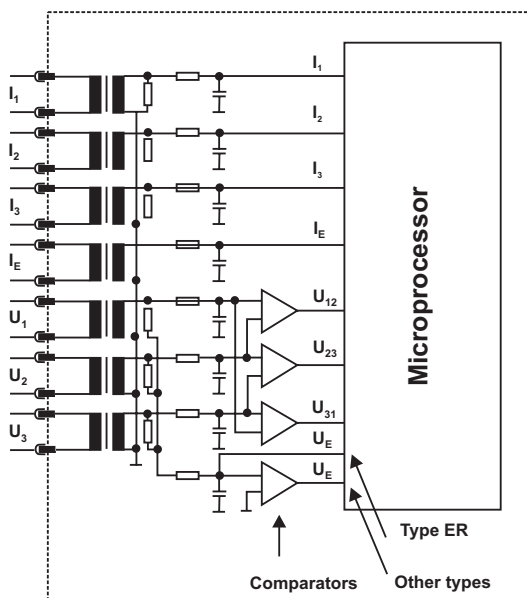 I1
I2
I3
IE
U1
U2
U3
I1
I2
I3
IE
U12
U23
U31
UE
UE
Microprocessor
Type ER
Comparators
Other types